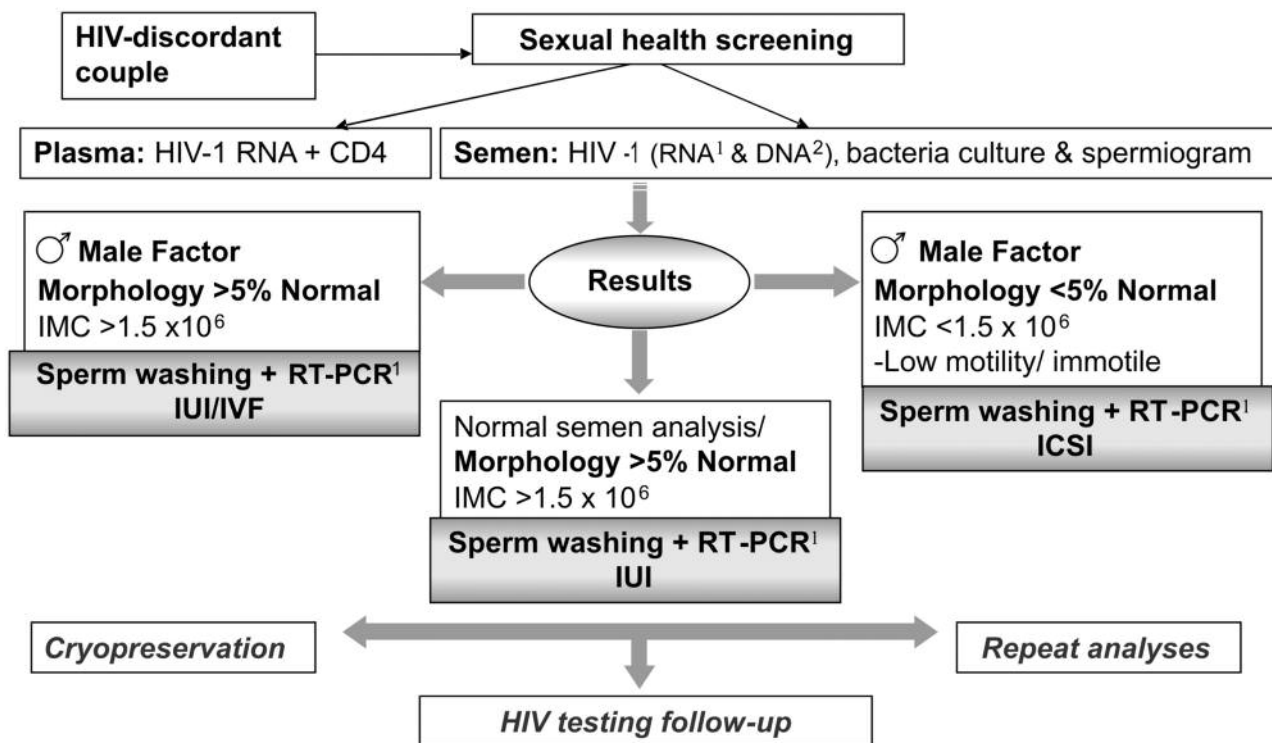 HIV-discordant
couple
Sexual health screening
Plasma: HIV-1 RNA + CD4
Semen: HIV -1 (RNA¹ & DNA²), bacteria culture & spermiogram
♂ Male Factor
Morphology >5% Normal
IMC >1.5 x10⁶
Sperm washing + RT-PCR¹
IUI/IVF
Results
♂ Male Factor
Morphology <5% Normal
IMC <1.5 x 10⁶
-Low motility/ immotile
Sperm washing + RT-PCR¹
ICSI
Normal semen analysis/
Morphology >5% Normal
IMC >1.5 x 10⁶
Sperm washing + RT-PCR¹
IUI
Cryopreservation
Repeat analyses
HIV testing follow-up